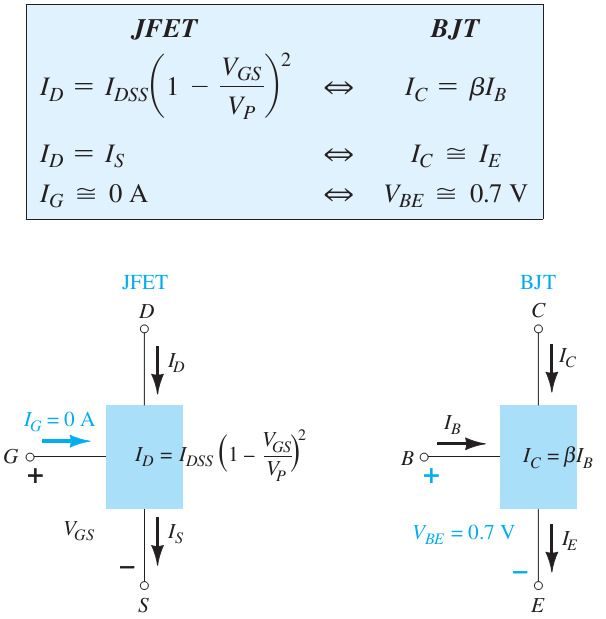 JFET BJT
I_D = I_DSS(1 − V_GS/V_P)² ⇔ I_C = βI_B
I_D = I_S ⇔ I_C ≅ I_E
I_G ≅ 0 A ⇔ V_BE ≅ 0.7 V
JFET BJT
D C
I_D I_C
I_G = 0 A I_B
G I_D = I_DSS(1 − V_GS/V_P)² B I_C = βI_B
+ +
V_GS I_S V_BE = 0.7 V I_E
− −
S E